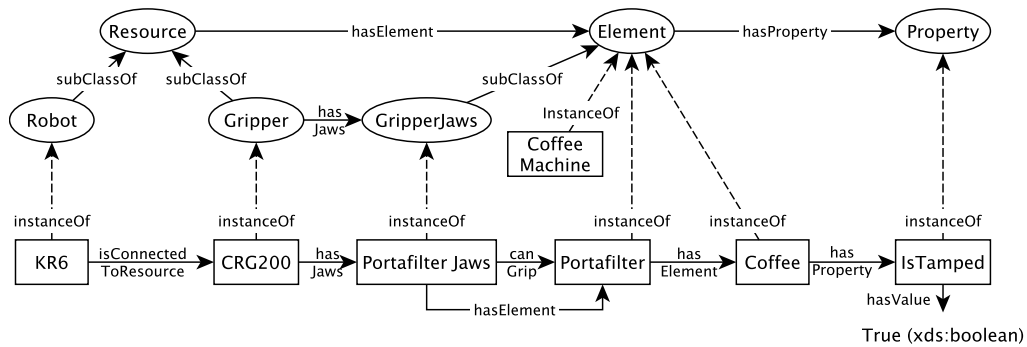 Resource
hasElement
Element
hasProperty
Property
subClassOf
subClassOf
subClassOf
Robot
Gripper
has
Jaws
GripperJaws
InstanceOf
Coffee
Machine
instanceOf
instanceOf
instanceOf
instanceOf
instanceOf
instanceOf
KR6
isConnected
ToResource
CRG200
has
Jaws
Portafilter Jaws
can
Grip
Portafilter
has
Element
Coffee
has
Property
IsTamped
hasElement
hasValue
True (xds:boolean)